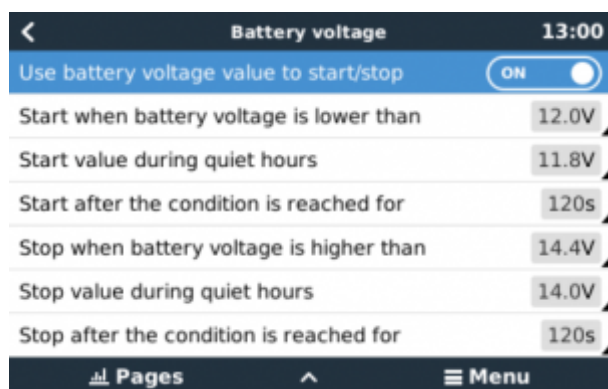 Battery voltage 13:00
Use battery voltage value to start/stop ON
Start when battery voltage is lower than 12.0V
Start value during quiet hours 11.8V
Start after the condition is reached for 120s
Stop when battery voltage is higher than 14.4V
Stop value during quiet hours 14.0V
Stop after the condition is reached for 120s
Pages Menu